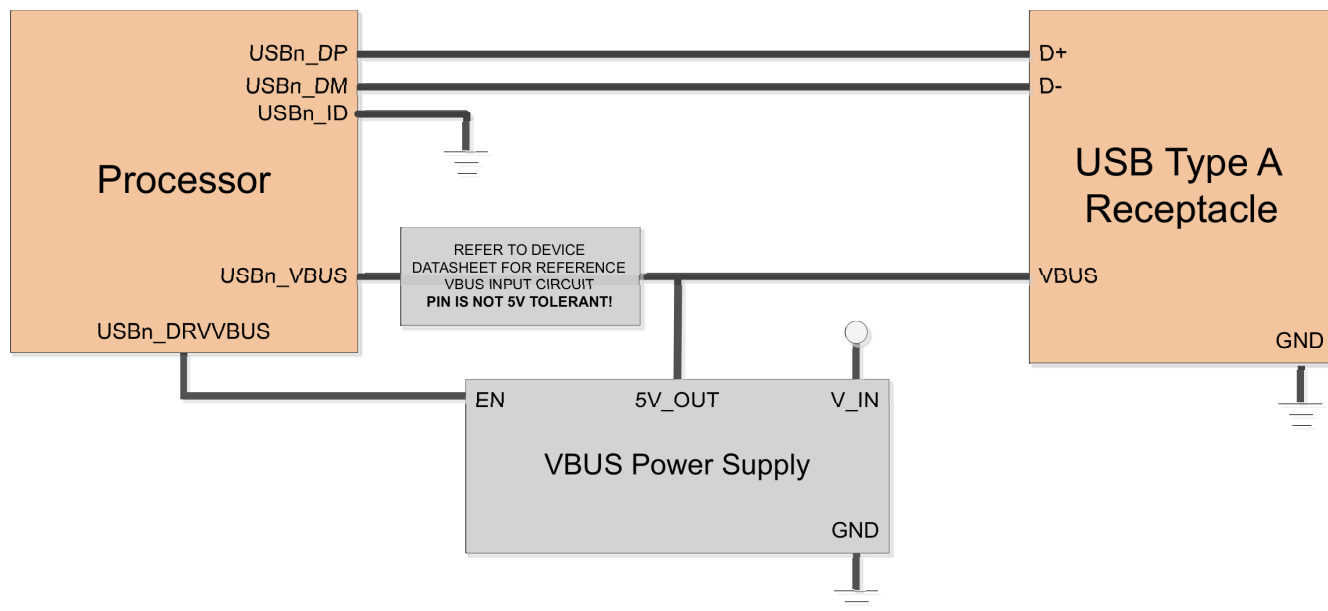 USBn_DP
USBn_DM
USBn_ID
Processor
USBn_VBUS
USBn_DRVVBUS
REFER TO DEVICE
DATASHEET FOR REFERENCE
VBUS INPUT CIRCUIT
PIN IS NOT 5V TOLERANT!
D+
D-
USB Type A
Receptacle
VBUS
GND
EN
5V_OUT
V_IN
VBUS Power Supply
GND